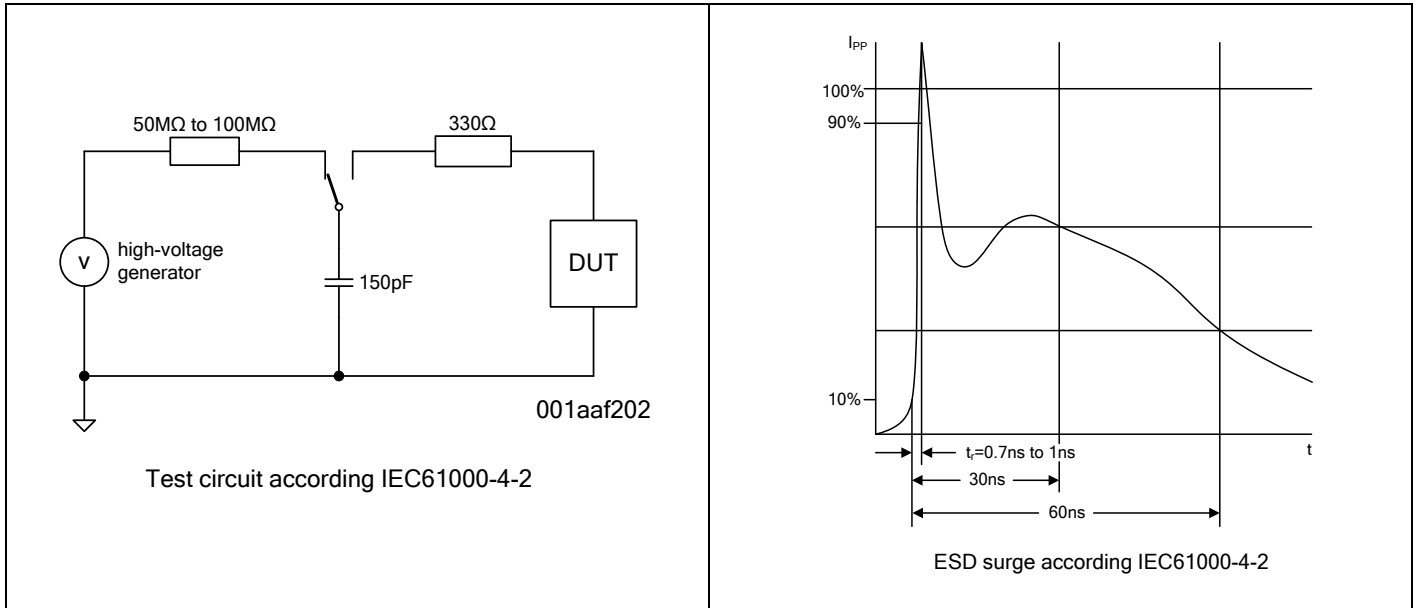 50MΩ to 100MΩ
330Ω
V
high-voltage
generator
150pF
DUT
001aaf202
Test circuit according IEC61000-4-2
IPP
100%
90%
10%
t
tr=0.7ns to 1ns
30ns
60ns
ESD surge according IEC61000-4-2